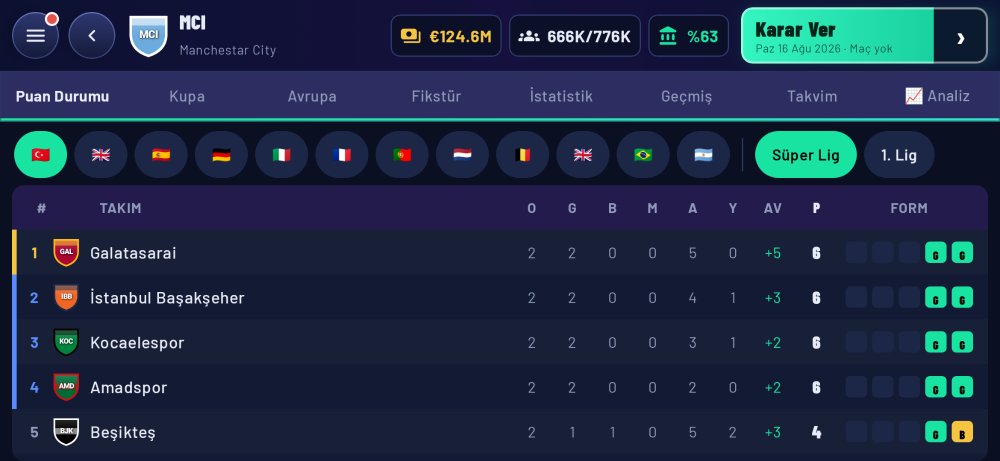 MCI
MCI
Manchestar City
€124.6M
666K/776K
%63
Karar Ver
Paz 16 Ağu 2026 · Maç yok
Puan Durumu Kupa Avrupa Fikstür İstatistik Geçmiş Takvim Analiz
Süper Lig 1. Lig
# TAKIM O G B M A Y AV P FORM
1 GAL Galatasarai 2 2 0 0 5 0 +5 6 G G
2 IBB İstanbul Başakşeher 2 2 0 0 4 1 +3 6 G G
3 KOC Kocaelespor 2 2 0 0 3 1 +2 6 G G
4 AMD Amadspor 2 2 0 0 2 0 +2 6 G G
5 BJK Beşikteş 2 1 1 0 5 2 +3 4 G B